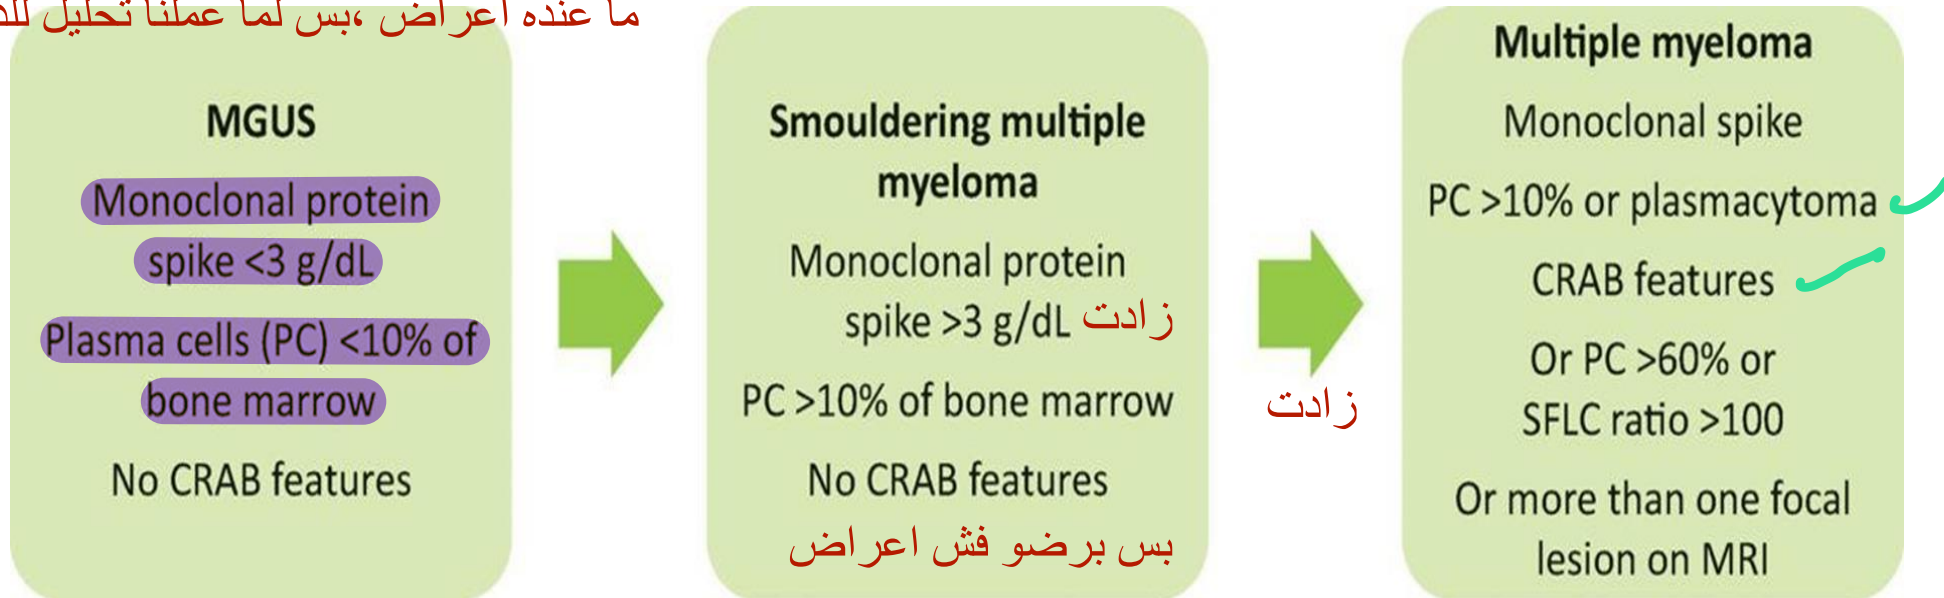 ما عنده اعراض ،بس لما عملنا تحليل
MGUS
Monoclonal protein
spike <3 g/dL
Plasma cells (PC) <10% of
bone marrow
No CRAB features
Smouldering multiple
myeloma
Monoclonal protein
spike >3 g/dL زادت
PC >10% of bone marrow
No CRAB features
بس برضو فش اعراض
زادت
Multiple myeloma
Monoclonal spike
PC >10% or plasmacytoma
CRAB features
Or PC >60% or
SFLC ratio >100
Or more than one focal
lesion on MRI